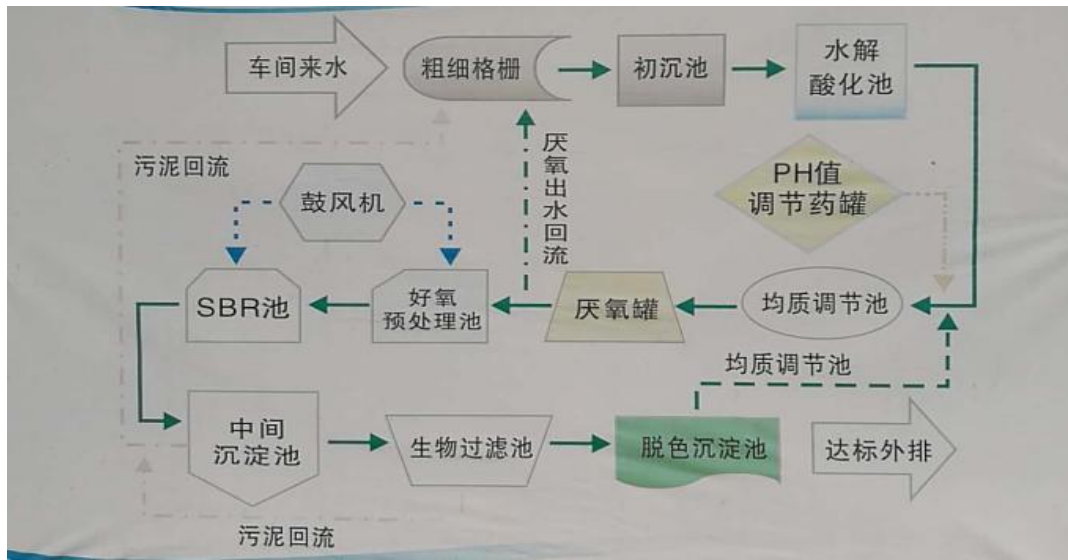 车间来水
粗细格栅
初沉池
水解
酸化池
污泥回流
鼓风机
厌氧出水回流
PH值
调节药罐
SBR池
好氧
预处理池
厌氧罐
均质调节池
均质调节池
中间
沉淀池
生物过滤池
脱色沉淀池
达标外排
污泥回流